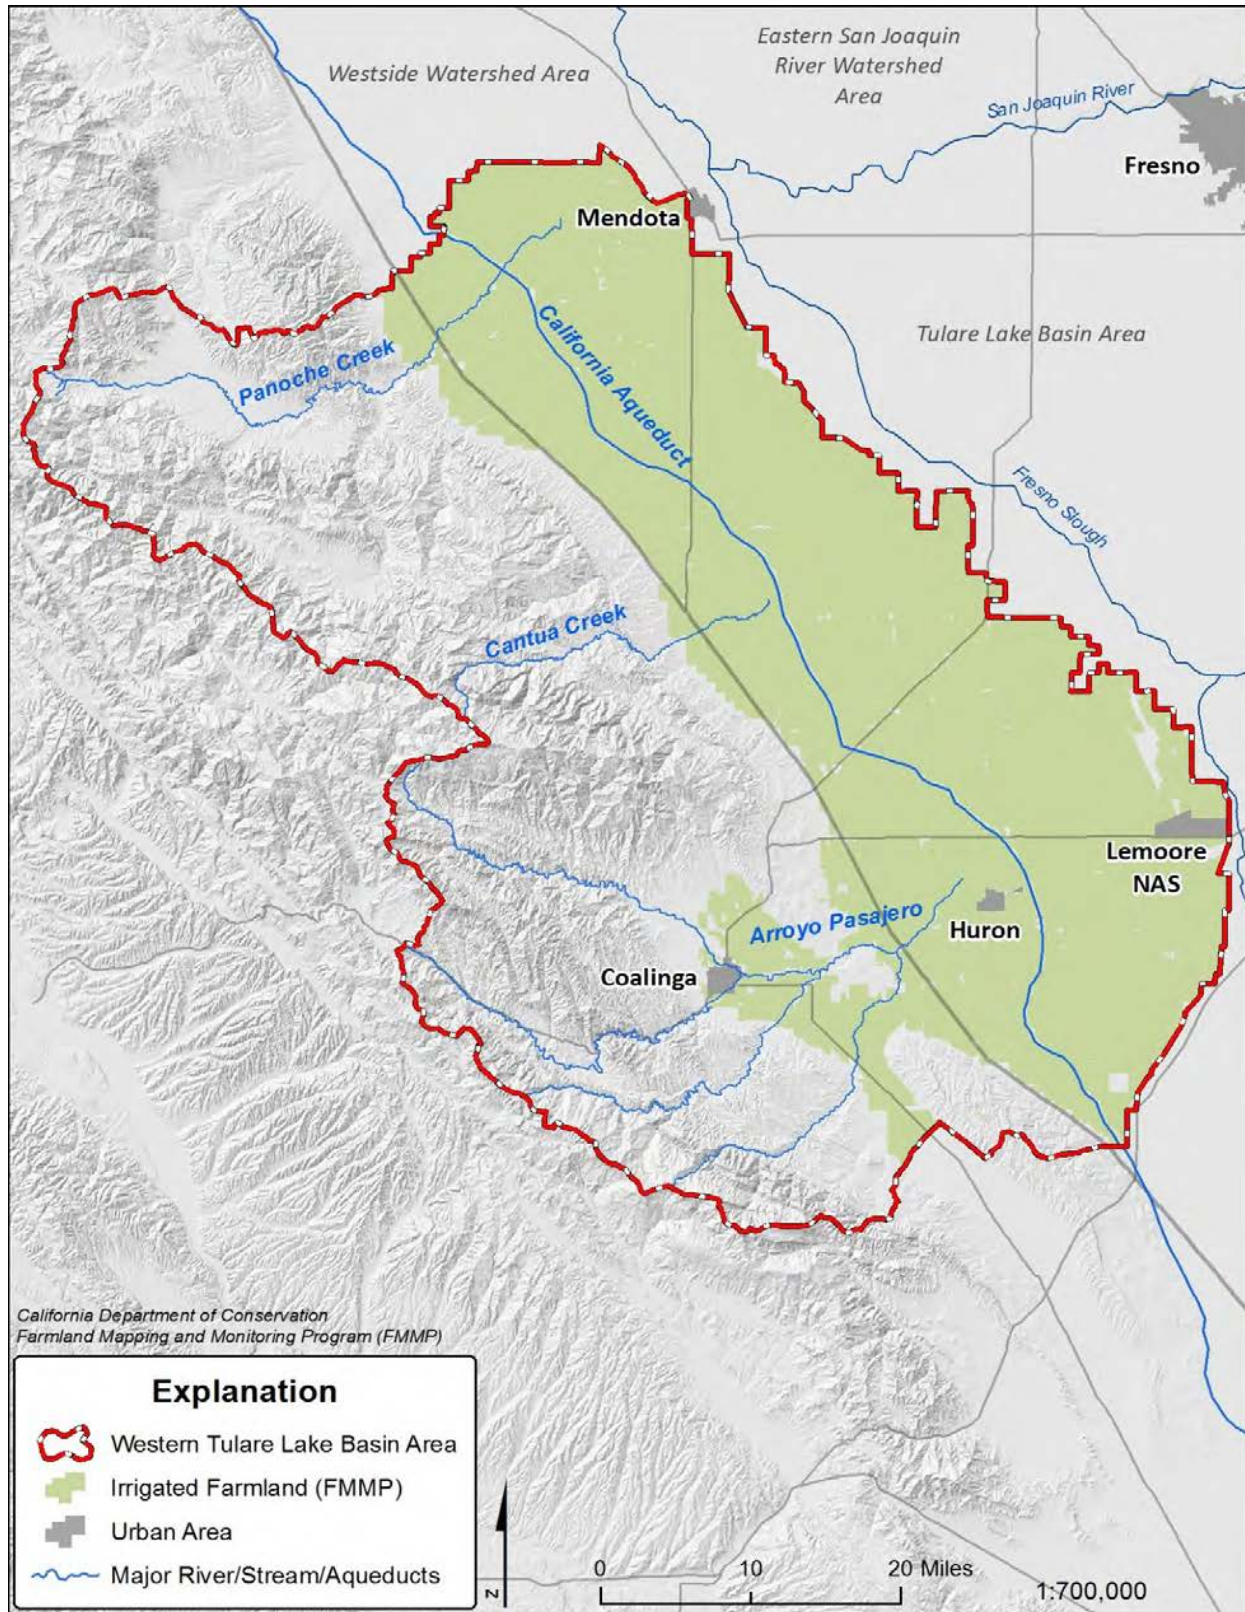 Westside Watershed Area
Eastern San Joaquin
River Watershed
Area
San Joaquin River
Fresno
Mendota
Tulare Lake Basin Area
California Aqueduct
Panoche Creek
Fresno Slough
Cantua Creek
Lemoore
NAS
Arroyo Pasajero
Huron
Coalinga
California Department of Conservation
Farmland Mapping and Monitoring Program (FMMP)
Explanation
Western Tulare Lake Basin Area
Irrigated Farmland (FMMP)
Urban Area
Major River/Stream/Aqueducts
N
0 10 20 Miles
1:700,000